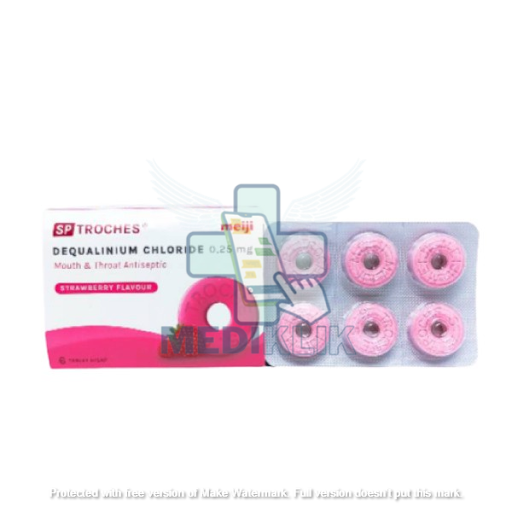 SP TROCHES®
meiji
DEQUALINIUM CHLORIDE 0,25 mg
Mouth & Throat Antiseptic
STRAWBERRY FLAVOUR
6
MEDIKLIK
Protected with free version of Make Watermark. Full version doesn't put this mark.